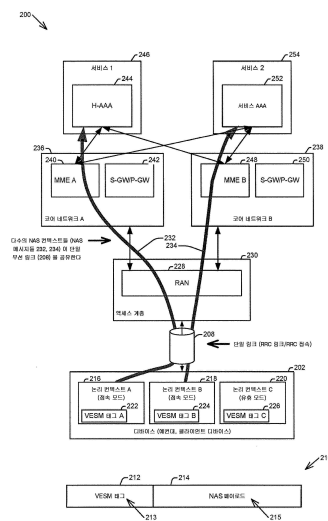 200
246
254
서비스 1
서비스 2
244
252
H-AAA
서비스 AAA
236
238
240
242
248
250
MME A
S-GW/P-GW
MME B
S-GW/P-GW
코어 네트워크 A
코어 네트워크 B
다수의 NAS 컨텍스트들 (NAS
메시지들 232, 234) 이 단일
무선 링크 (208) 를 공유한다
232
234
230
228
RAN
액세스 계층
208
단일 링크 (RRC 링크/RRC 접속)
202
216
218
220
논리 컨텍스트 A
(접속 모드)
논리 컨텍스트 B
(접속 모드)
논리 컨텍스트 C
(유휴 모드)
222
224
226
VESM 태그 A
VESM 태그 B
VESM 태그 C
디바이스 (예컨대, 클라이언트 디바이스)
21
212
214
VESM 태그
NAS 페이로드
213
215